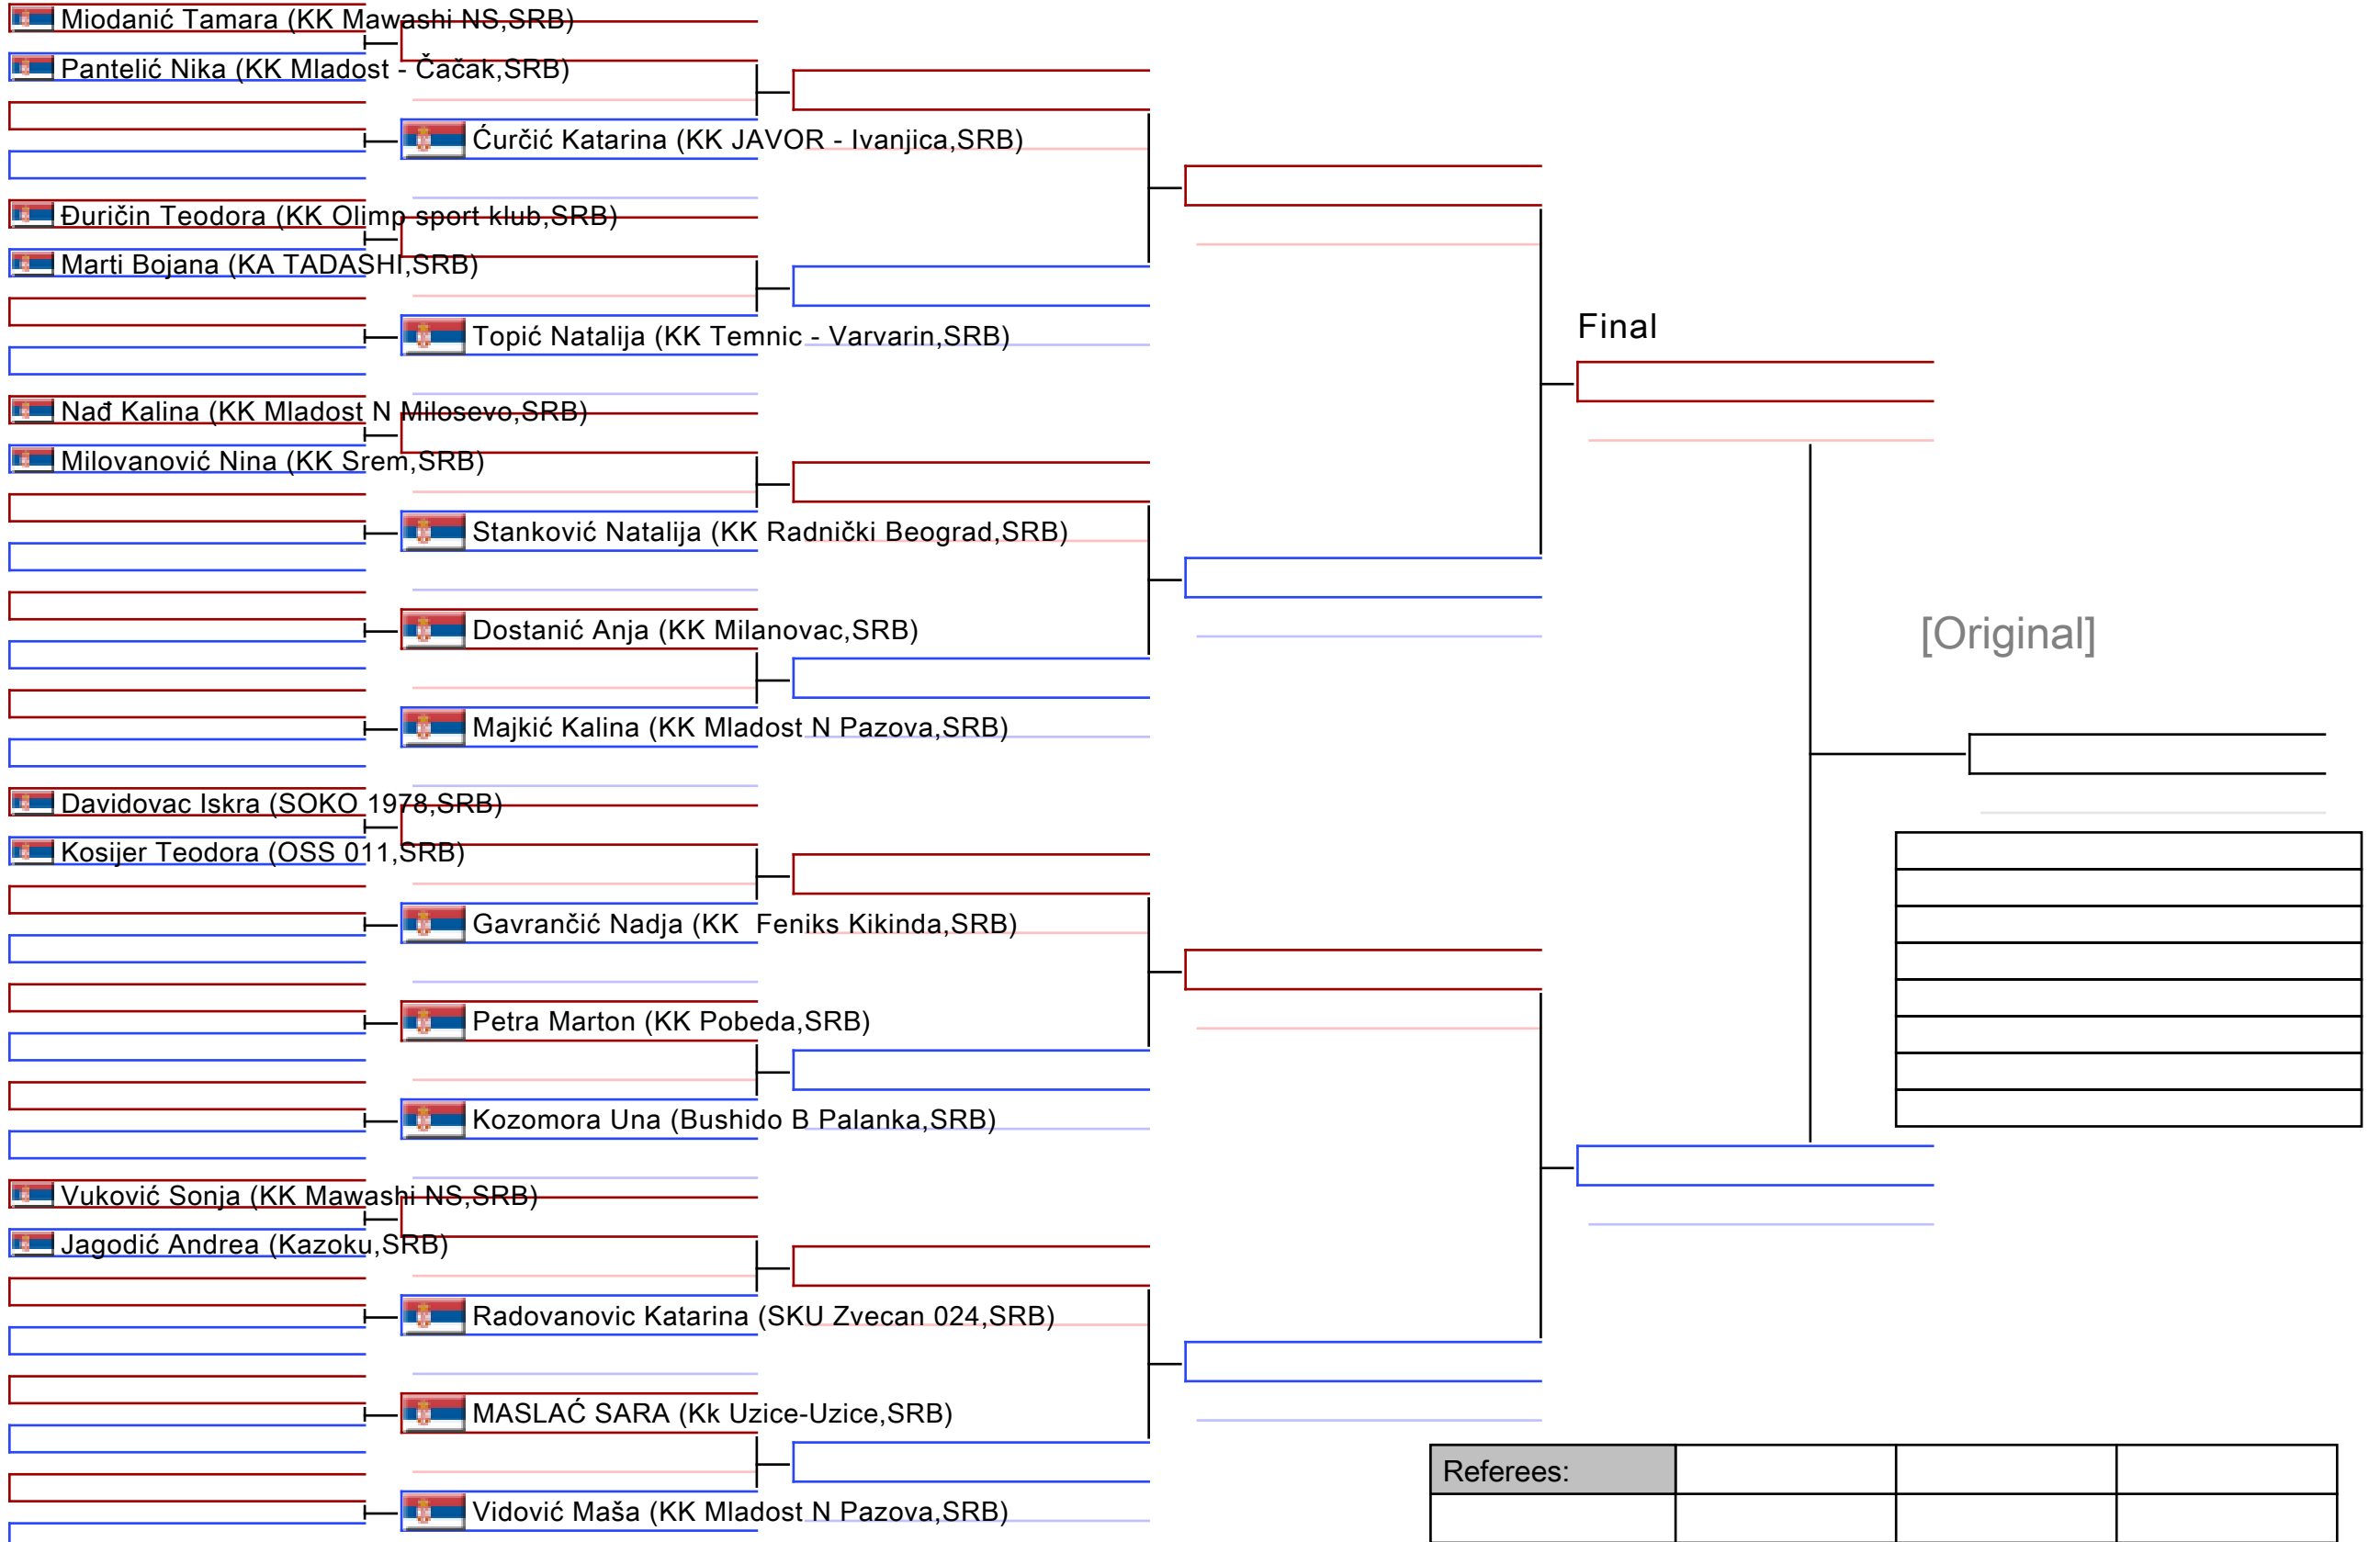 Miodanić Tamara (KK Mawashi NS,SRB)
Pantelić Nika (KK Mladost - Čačak,SRB)
Ćurčić Katarina (KK JAVOR - Ivanjica,SRB)
Đuričin Teodora (KK Olimp sport klub,SRB)
Marti Bojana (KA TADASHI,SRB)
Topić Natalija (KK Temnic - Varvarin,SRB)
Final
Nađ Kalina (KK Mladost N Milosevo,SRB)
Milovanović Nina (KK Srem,SRB)
Stanković Natalija (KK Radnički Beograd,SRB)
Dostanić Anja (KK Milanovac,SRB)
[Original]
Majkić Kalina (KK Mladost N Pazova,SRB)
Davidovac Iskra (SOKO 1978,SRB)
Kosijer Teodora (OSS 011,SRB)
Gavrančić Nadja (KK  Feniks Kikinda,SRB)
Petra Marton (KK Pobeda,SRB)
Kozomora Una (Bushido B Palanka,SRB)
Vuković Sonja (KK Mawashi NS,SRB)
Jagodić Andrea (Kazoku,SRB)
Radovanovic Katarina (SKU Zvecan 024,SRB)
MASLAĆ SARA (Kk Uzice-Uzice,SRB)
Referees:
Vidović Maša (KK Mladost N Pazova,SRB)